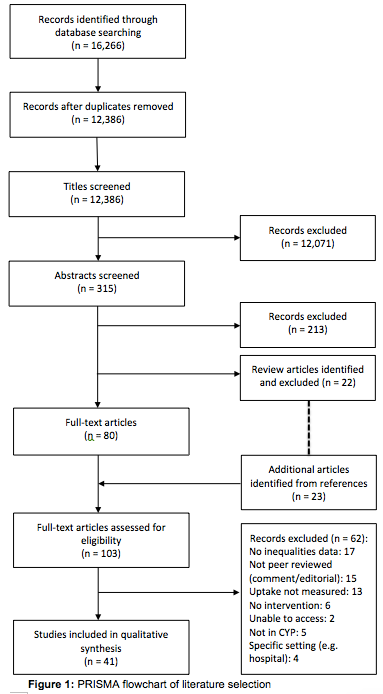 Records identified through
database searching
(n = 16,266)
Records after duplicates removed
(n = 12,386)
Titles screened
(n = 12,386)
Records excluded
(n = 12,071)
Abstracts screened
(n = 315)
Records excluded
(n = 213)
Review articles identified
and excluded (n = 22)
Full-text articles
(n = 80)
Additional articles
identified from references
(n = 23)
Full-text articles assessed for
eligibility
(n = 103)
Records excluded (n = 62):
No inequalities data: 17
Not peer reviewed
(comment/editorial): 15
Uptake not measured: 13
No intervention: 6
Unable to access: 2
Not in CYP: 5
Specific setting (e.g.
hospital): 4
Studies included in qualitative
synthesis
(n = 41)
Figure 1: PRISMA flowchart of literature selection